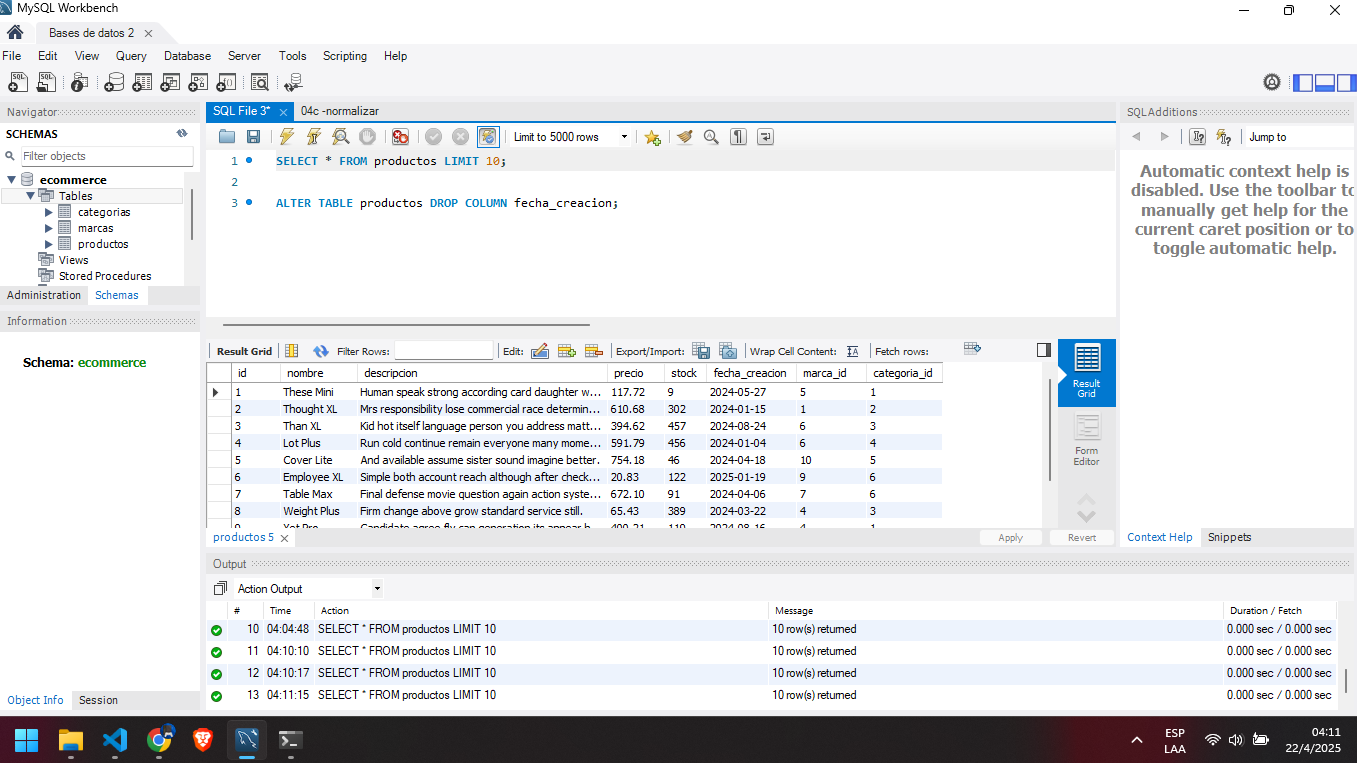 MySQL Workbench
Bases de datos 2
File Edit View Query Database Server Tools Scripting Help
Navigator
SCHEMAS
Filter objects
ecommerce
Tables
categorias
marcas
productos
Views
Stored Procedures
Administration Schemas
Information
Schema: ecommerce
Object Info Session
SQL File 3* 04c -normalizar
Limit to 5000 rows
1 SELECT * FROM productos LIMIT 10;
2
3 ALTER TABLE productos DROP COLUMN fecha_creacion;
Result Grid Filter Rows: Edit: Export/Import: Wrap Cell Content: Fetch rows:
id nombre descripcion precio stock fecha_creacion marca_id categoria_id
1 These Mini Human speak strong according card daughter w... 117.72 9 2024-05-27 5 1
2 Thought XL Mrs responsibility lose commercial race determin... 610.68 302 2024-01-15 1 2
3 Than XL Kid hot itself language person you address matt... 394.62 457 2024-08-24 6 3
4 Lot Plus Run cold continue remain everyone many mome... 591.79 456 2024-01-04 6 4
5 Cover Lite And available assume sister sound imagine better. 754.18 46 2024-04-18 10 5
6 Employee XL Simple both account reach although after check... 20.83 122 2025-01-19 9 6
7 Table Max Final defense movie question again action syste... 672.10 91 2024-04-06 7 6
8 Weight Plus Firm change above grow standard service still. 65.43 389 2024-03-22 4 3
Result Grid
Form Editor
productos 5
Apply Revert
SQLAdditions
Jump to
Automatic context help is
disabled. Use the toolbar to
manually get help for the
current caret position or to
toggle automatic help.
Context Help Snippets
Output
Action Output
# Time Action Message Duration / Fetch
10 04:04:48 SELECT * FROM productos LIMIT 10 10 row(s) returned 0.000 sec / 0.000 sec
11 04:10:10 SELECT * FROM productos LIMIT 10 10 row(s) returned 0.000 sec / 0.000 sec
12 04:10:17 SELECT * FROM productos LIMIT 10 10 row(s) returned 0.000 sec / 0.000 sec
13 04:11:15 SELECT * FROM productos LIMIT 10 10 row(s) returned 0.000 sec / 0.000 sec
ESP
LAA
04:11
22/4/2025